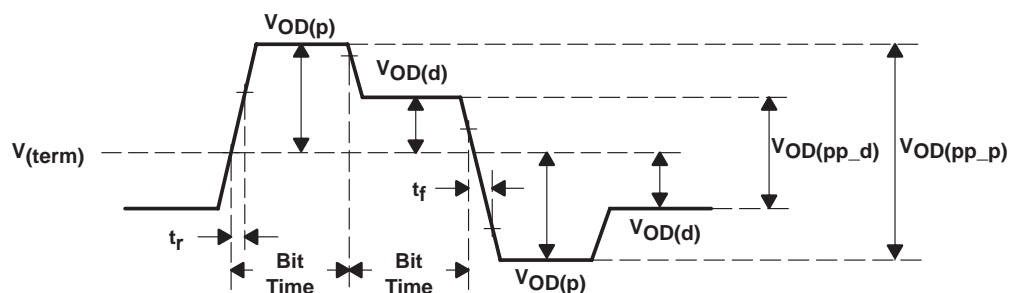 VOD(p)
VOD(d)
V(term)
VOD(pp_d)
VOD(pp_p)
tf
tr
VOD(d)
Bit
Time
Bit
Time
VOD(p)